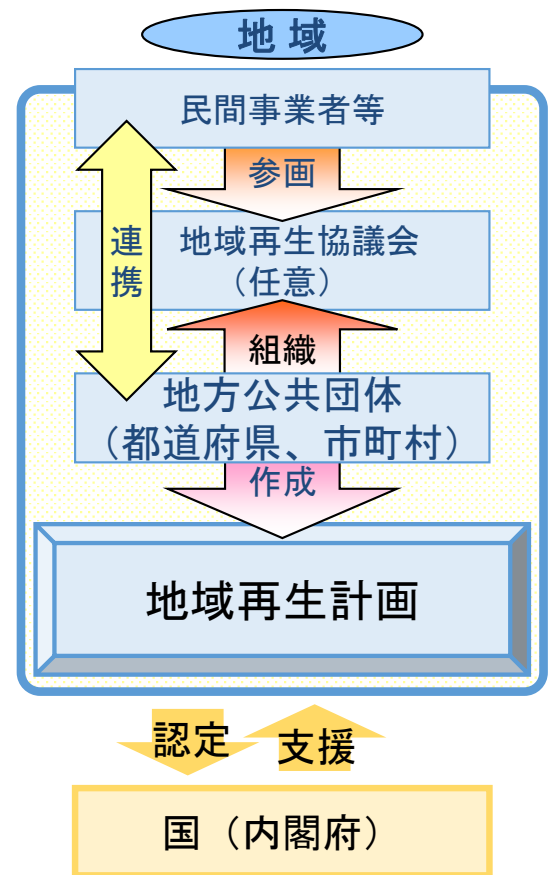 地域
民間事業者等
参画
連携
地域再生協議会
（任意）
組織
地方公共団体
（都道府県、市町村）
作成
地域再生計画
認定
支援
国（内閣府）